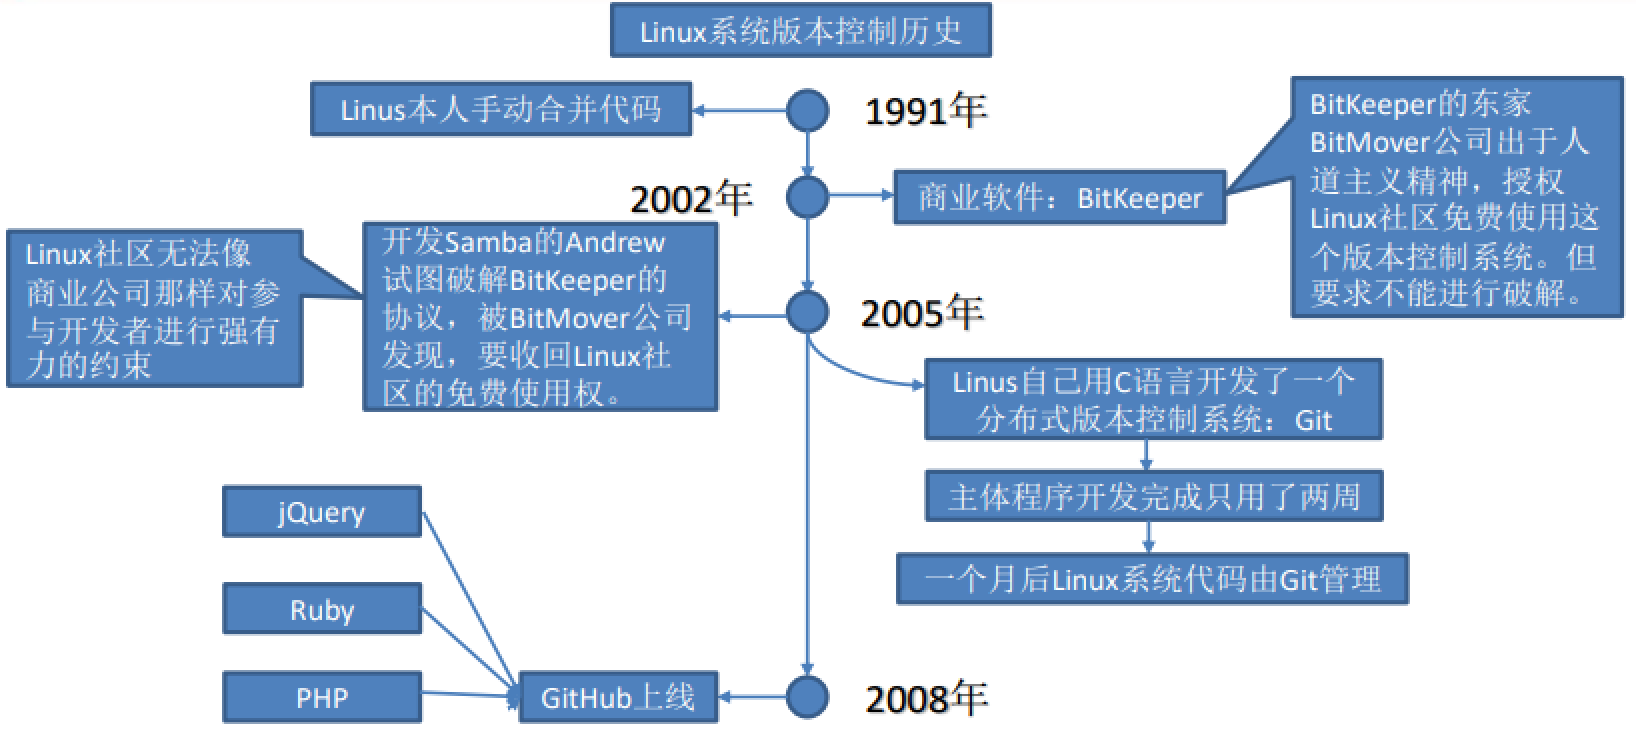 Linux系统版本控制历史
Linus本人手动合并代码
1991年
BitKeeper的东家
BitMover公司出于人
道主义精神，授权
Linux社区免费使用这
个版本控制系统。但
要求不能进行破解。
2002年
商业软件：BitKeeper
Linux社区无法像
商业公司那样对参
与开发者进行强有
力的约束
开发Samba的Andrew
试图破解BitKeeper的
协议，被BitMover公司
发现，要收回Linux社
区的免费使用权。
2005年
Linus自己用C语言开发了一个
分布式版本控制系统：Git
主体程序开发完成只用了两周
一个月后Linux系统代码由Git管理
jQuery
Ruby
PHP
GitHub上线
2008年